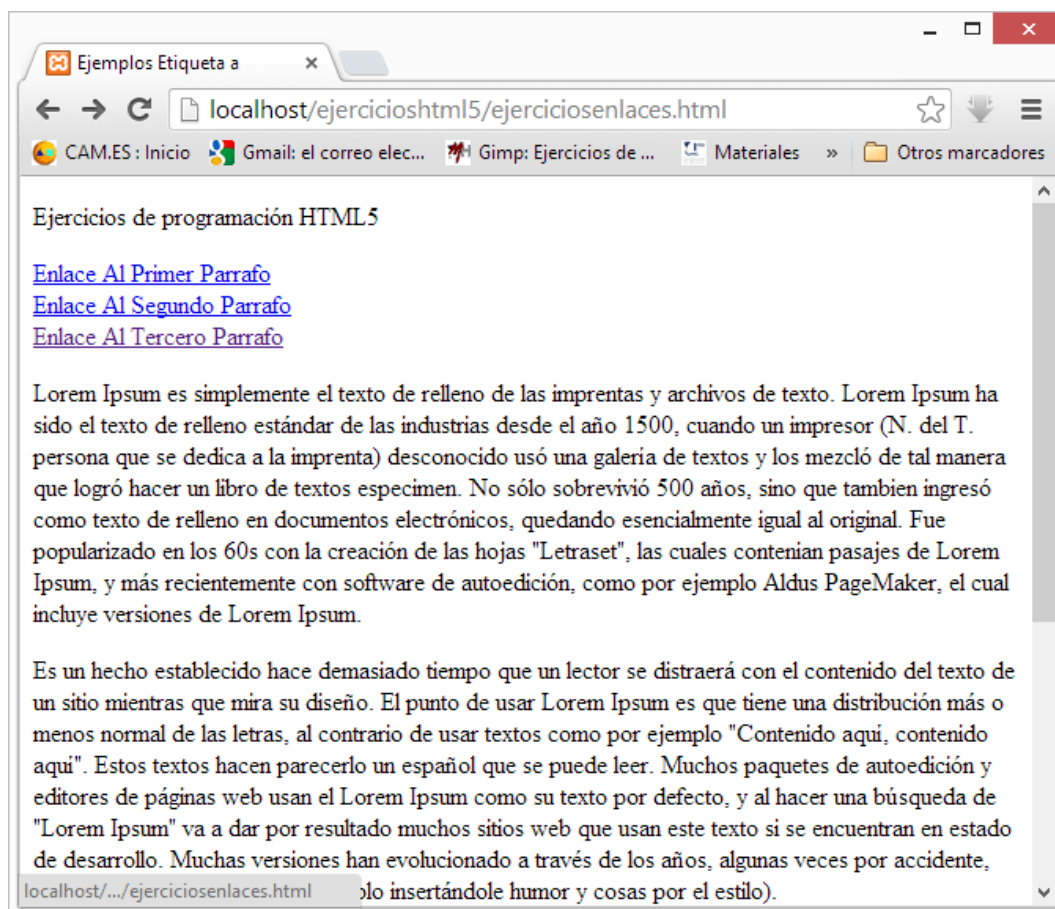 Ejemplos Etiqueta a
localhost/ejercicioshtml5/ejerciciosenlaces.html
CAM.ES : Inicio Gmail: el correo elec... Gimp: Ejercicios de ... Materiales » Otros marcadores
Ejercicios de programación HTML5
Enlace Al Primer Parrafo
Enlace Al Segundo Parrafo
Enlace Al Tercero Parrafo
Lorem Ipsum es simplemente el texto de relleno de las imprentas y archivos de texto. Lorem Ipsum ha
sido el texto de relleno estándar de las industrias desde el año 1500, cuando un impresor (N. del T.
persona que se dedica a la imprenta) desconocido usó una galería de textos y los mezcló de tal manera
que logró hacer un libro de textos especimen. No sólo sobrevivió 500 años, sino que tambien ingresó
como texto de relleno en documentos electrónicos, quedando esencialmente igual al original. Fue
popularizado en los 60s con la creación de las hojas "Letraset", las cuales contenian pasajes de Lorem
Ipsum, y más recientemente con software de autoedición, como por ejemplo Aldus PageMaker, el cual
incluye versiones de Lorem Ipsum.
Es un hecho establecido hace demasiado tiempo que un lector se distraerá con el contenido del texto de
un sitio mientras que mira su diseño. El punto de usar Lorem Ipsum es que tiene una distribución más o
menos normal de las letras, al contrario de usar textos como por ejemplo "Contenido aquí, contenido
aquí". Estos textos hacen parecerlo un español que se puede leer. Muchos paquetes de autoedición y
editores de páginas web usan el Lorem Ipsum como su texto por defecto, y al hacer una búsqueda de
"Lorem Ipsum" va a dar por resultado muchos sitios web que usan este texto si se encuentran en estado
de desarrollo. Muchas versiones han evolucionado a través de los años, algunas veces por accidente,
localhost/.../ejerciciosenlaces.html olo insertándole humor y cosas por el estilo).